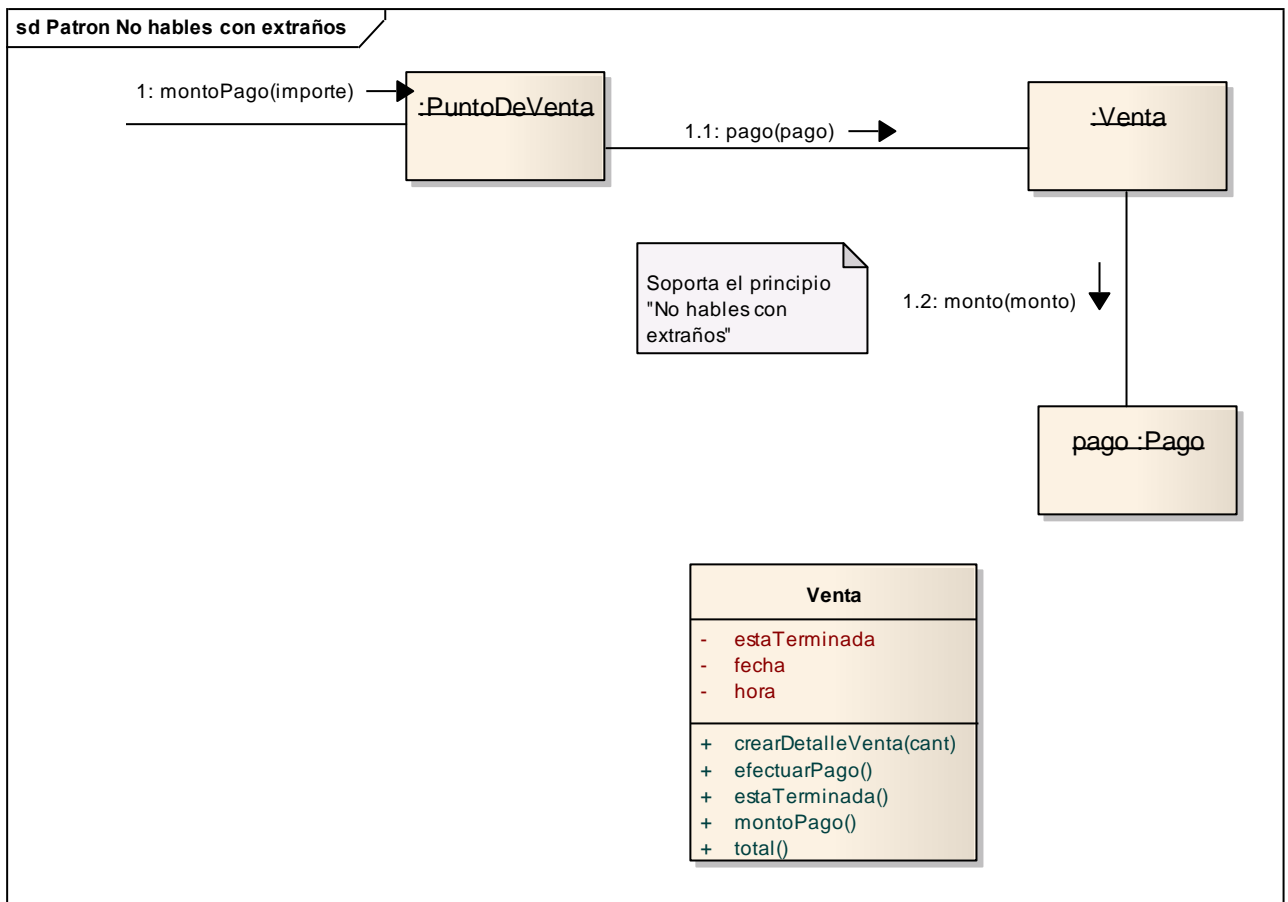 sd Patron No hables con extraños
1: montoPago(importe)
:PuntoDeVenta
1.1: pago(pago)
:Venta
Soporta el principio
"No hables con
extraños"
1.2: monto(monto)
pago :Pago
Venta
- estaTerminada
- fecha
- hora
+ crearDetalleVenta(cant)
+ efectuarPago()
+ estaTerminada()
+ montoPago()
+ total()